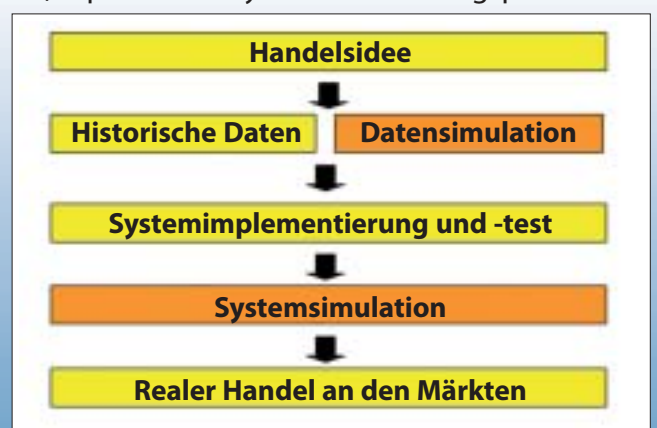 Handelsidee
Historische Daten Datensimulation
Systemimplementierung und -test
Systemsimulation
Realer Handel an den Märkten